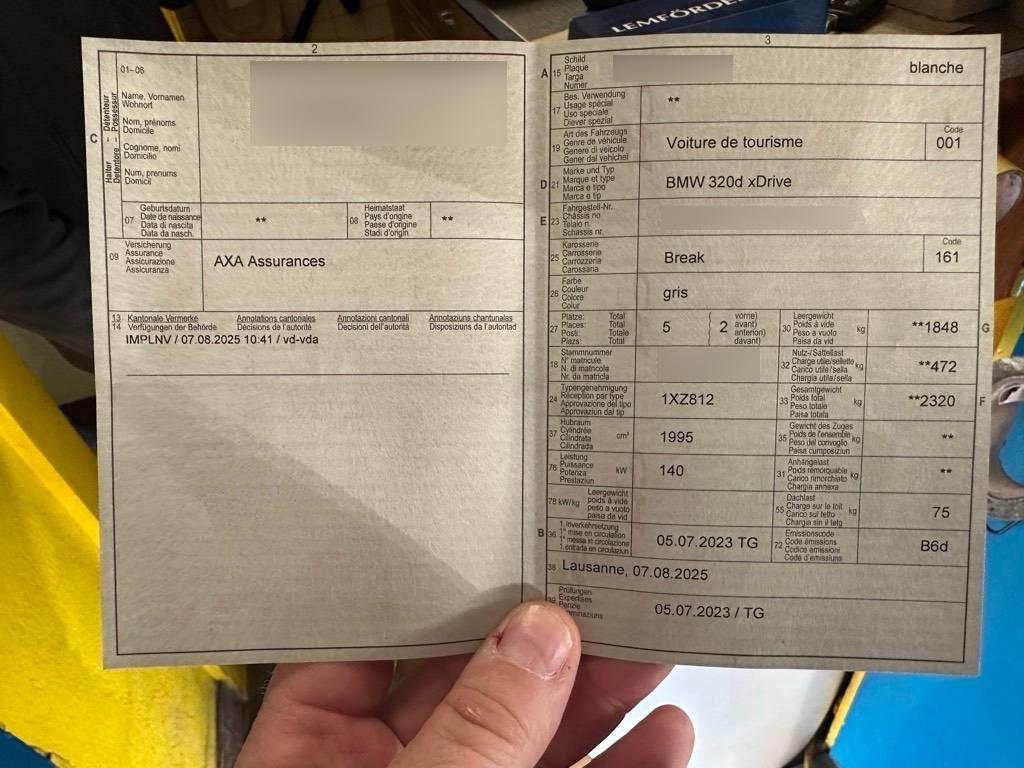 LEMFÖRDER
2
01–06
Halter – Détenteur
Detentore – Possessur
C
Name, Vornamen
Wohnort
Nom, prénoms
Domicile
Cognome, nomi
Domicilio
Num, prenums
Domicil
07 Geburtsdatum
Date de naissance
Data di nascita
Data da nasch.
**
08 Heimatstaat
Pays d'origine
Paese d'origine
Stadi d'origin
**
09 Versicherung
Assurance
Assicurazione
Assicuranza
AXA Assurances
13 Kantonale Vermerke Annotations cantonales Annotazioni cantonali Annotaziuns chantunalas
14 Verfügungen der Behörde Décisions de l'autorité Decisioni dell'autorità Disposiziuns da l'autoritad
IMPLNV / 07.08.2025 10:41 / vd-vda
3
A 15 Schild
Plaque
Targa
Numer
blanche
17 Bes. Verwendung
Usage spécial
Uso speciale
Diever spezial
**
19 Art des Fahrzeugs
Genre de véhicule
Genere di veicolo
Gener dal vehichel
Voiture de tourisme
Code
001
D 21 Marke und Typ
Marque et type
Marca e tipo
Marca e tip
BMW 320d xDrive
E 23 Fahrgestell-Nr.
Châssis no
Telaio n.
Schassis nr.
25 Karosserie
Carrosserie
Carrozzeria
Carossaria
Break
Code
161
26 Farbe
Couleur
Colore
Colur
gris
27 Plätze: Total
Places: Total
Posti: Totale
Plazs: Total
5
2
vorne)
avant)
anteriori)
davant)
30 Leergewicht
Poids à vide
Peso a vuoto
Paisa da vid
kg
**1848
G
18 Stammnummer
N° matricule
N. di matricola
Nr. da matricla
32 Nutz-/Sattellast
Charge utile/sellette
Carico utile/sella
Chargia utila/sella
kg
**472
24 Typengenehmigung
Réception par type
Approvazione del tipo
Approvaziun dal tip
1XZ812
33 Gesamtgewicht
Poids total
Peso totale
Paisa totala
kg
**2320
F
37 Hubraum
Cylindrée
Cilindrata
Cilindrada
cm³
1995
35 Gewicht des Zuges
Poids de l'ensemble
Peso del convoglio
Paisa cumposiziun
kg
**
76 Leistung
Puissance
Potenza
Prestaziun
kW
140
31 Anhängelast
Poids remorquable
Carico rimorchiato
Chargia annexa
kg
**
78 kW/kg Leergewicht
poids à vide
peso a vuoto
paisa da vid
55 Dachlast
Charge sur le toit
Carico sul tetto
Chargia sin il tetg
kg
75
B 36 1. Inverkehrsetzung
1re mise en circulation
1a messa in circolazione
1. entrada en circulaziun
05.07.2023 TG
72 Emissionscode
Code émissions
Codice emissioni
Code d'emissiuns
B6d
38 Lausanne, 07.08.2025
39 Prüfungen
Expertises
Perizie
05.07.2023 / TG